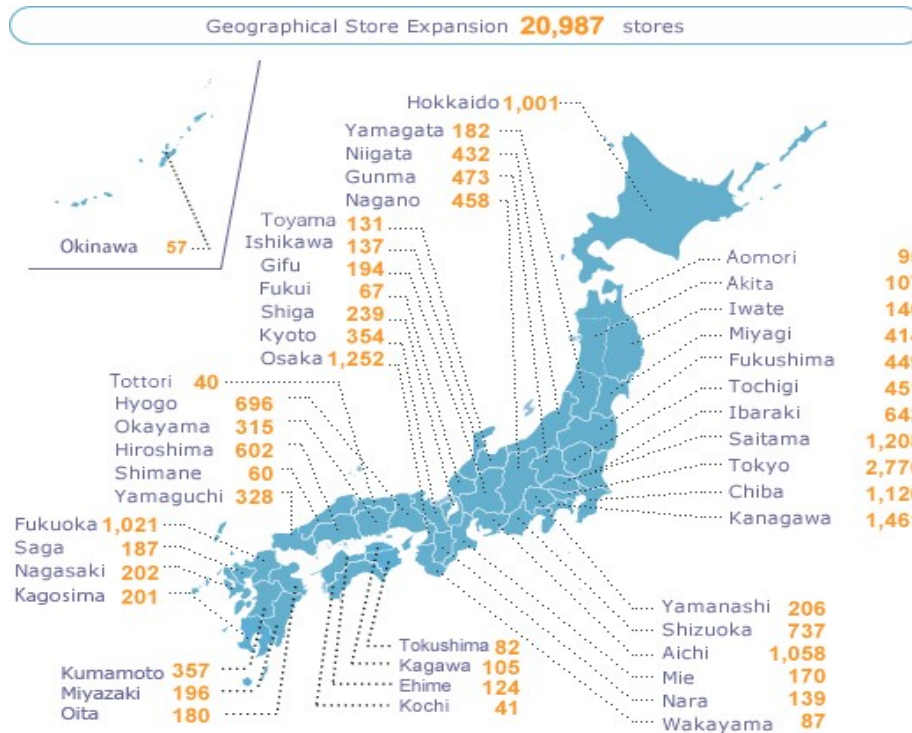 Geographical Store Expansion 20,987 stores
Hokkaido 1,001
Yamagata 182
Niigata 432
Gunma 473
Nagano 458
Toyama 131
Ishikawa 137
Gifu 194
Fukui 67
Shiga 239
Kyoto 354
Osaka 1,252
Okinawa 57
Tottori 40
Hyogo 696
Okayama 315
Hiroshima 602
Shimane 60
Yamaguchi 328
Fukuoka 1,021
Saga 187
Nagasaki 202
Kagosima 201
Kumamoto 357
Miyazaki 196
Oita 180
Tokushima 82
Kagawa 105
Ehime 124
Kochi 41
Aomori
Akita
Iwate
Miyagi
Fukushima
Tochigi
Ibaraki
Saitama
Tokyo
Chiba
Kanagawa
Yamanashi 206
Shizuoka 737
Aichi 1,058
Mie 170
Nara 139
Wakayama 87